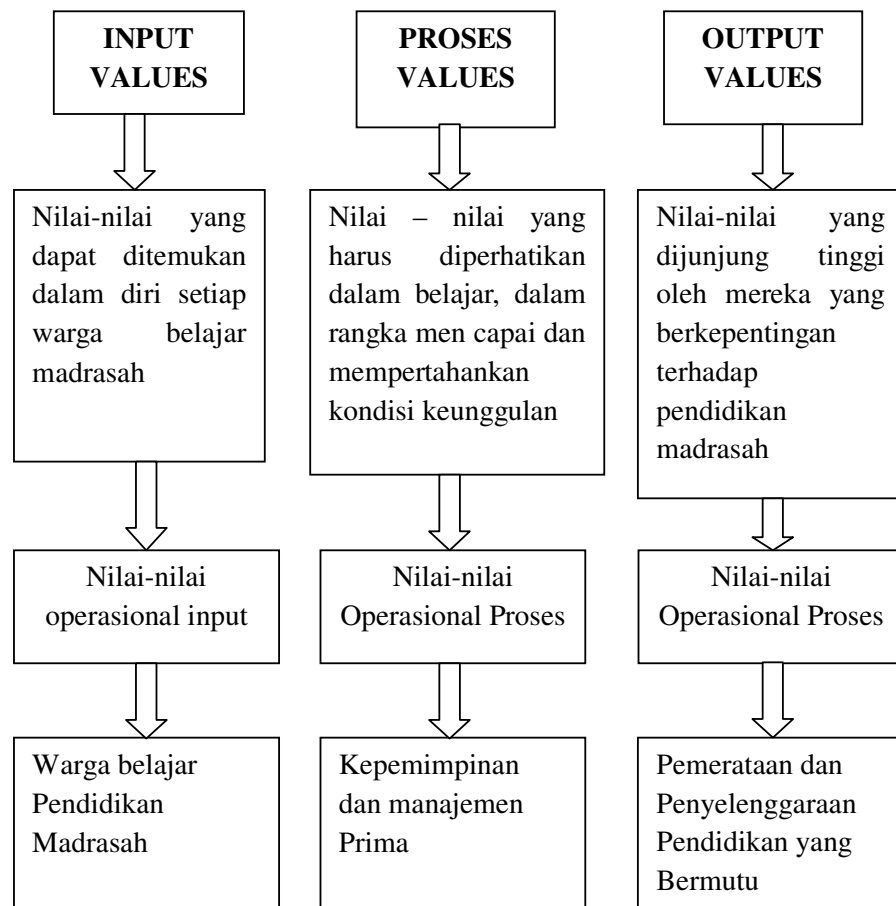 INPUT
VALUES
PROSES
VALUES
OUTPUT
VALUES
Nilai-nilai yang
dapat ditemukan
dalam diri setiap
warga belajar
madrasah
Nilai – nilai yang
harus diperhatikan
dalam belajar, dalam
rangka men capai dan
mempertahankan
kondisi keunggulan
Nilai-nilai yang
dijunjung tinggi
oleh mereka yang
berkepentingan
terhadap
pendidikan
madrasah
Nilai-nilai
operasional input
Nilai-nilai
Operasional Proses
Nilai-nilai
Operasional Proses
Warga belajar
Pendidikan
Madrasah
Kepemimpinan
dan manajemen
Prima
Pemerataan dan
Penyelenggaraan
Pendidikan yang
Bermutu